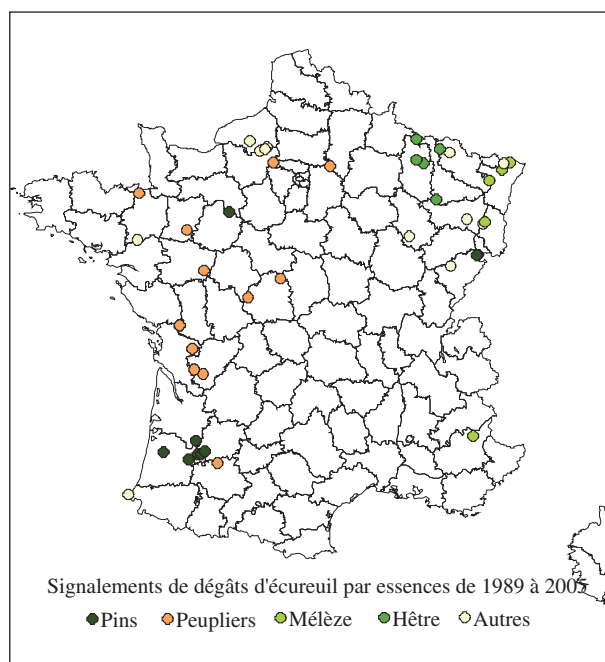 Signalements de dégâts d'écureuil par essences de 1989 à 2005
Pins Peupliers Mélèze Hêtre Autres